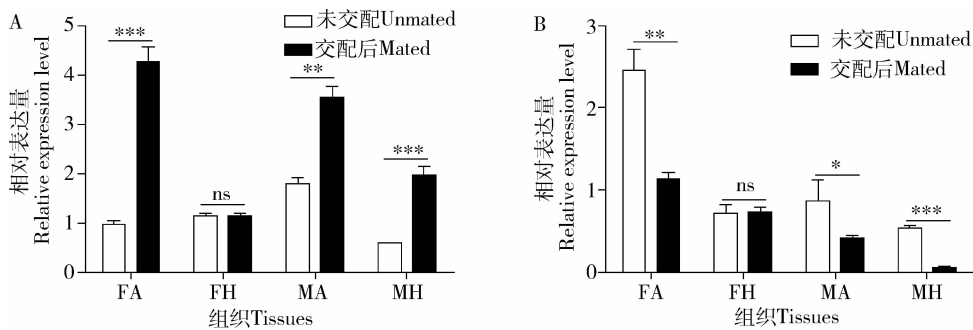 A
相对表达量
Relative expression level
5
4
3
2
1
0
未交配Unmated
交配后Mated
***
ns
**
***
FA FH MA MH
组织Tissues
B
相对表达量
Relative expression level
3
2
1
0
未交配Unmated
交配后Mated
**
ns
*
***
FA FH MA MH
组织Tissues